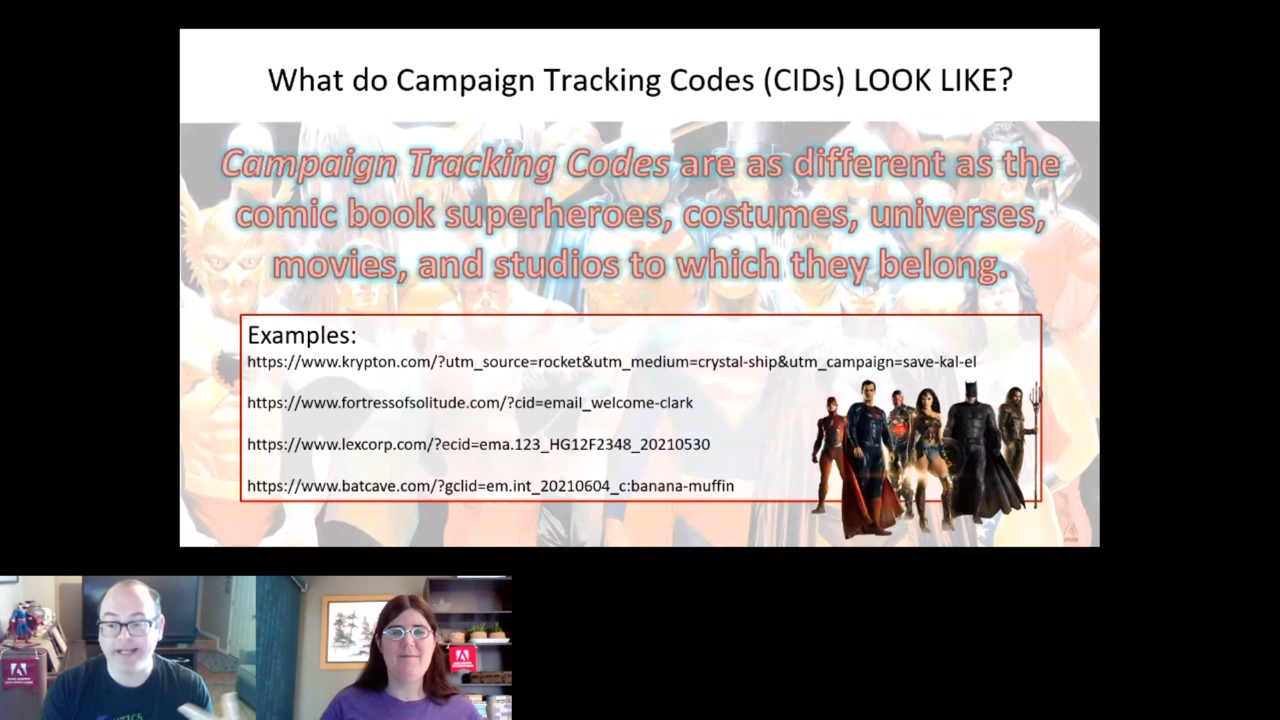 What do Campaign Tracking Codes (CIDs) LOOK LIKE?
Campaign Tracking Codes are as different as the
comic book superheroes, costumes, universes,
movies, and studios to which they belong.
Examples:
https://www.krypton.com/?utm_source=rocket&utm_medium=crystal-ship&utm_campaign=save-kal-el
https://www.fortressofsolitude.com/?cid=email_welcome-clark
https://www.lexcorp.com/?ecid=ema.123_HG12F2348_20210530
https://www.batcave.com/?gclid=em.int_20210604_c:banana-muffin